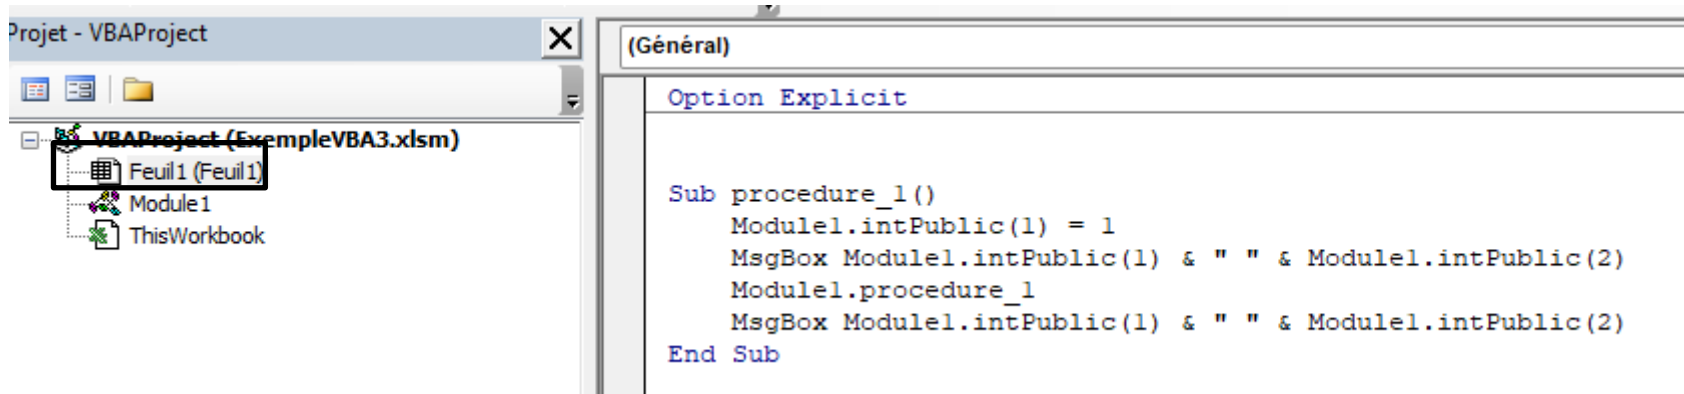 Projet - VBAProject
VBAProject (ExempleVBA3.xlsm)
Feuil1 (Feuil1)
Module1
ThisWorkbook
(Général)
Option Explicit
Sub procedure_1()
Module1.intPublic(1) = 1
MsgBox Module1.intPublic(1) & " " & Module1.intPublic(2)
Module1.procedure_1
MsgBox Module1.intPublic(1) & " " & Module1.intPublic(2)
End Sub